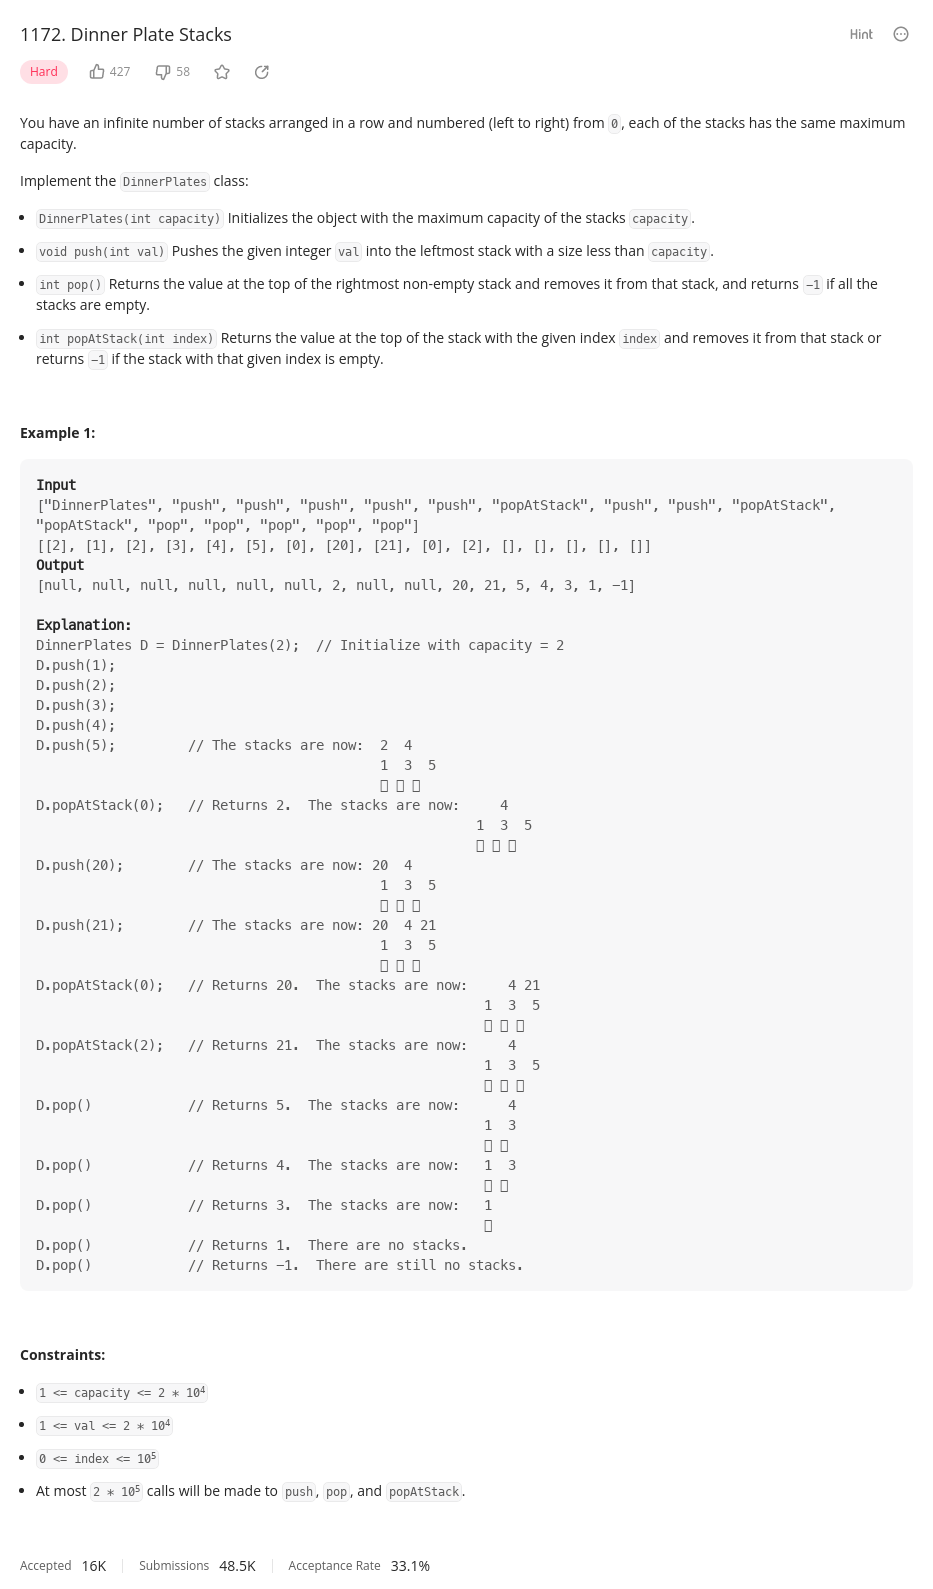 1172. Dinner Plate Stacks
Hint
Hard 427 58
You have an infinite number of stacks arranged in a row and numbered (left to right) from 0, each of the stacks has the same maximum
capacity.
Implement the DinnerPlates class:
• DinnerPlates(int capacity) Initializes the object with the maximum capacity of the stacks capacity.
• void push(int val) Pushes the given integer val into the leftmost stack with a size less than capacity.
• int pop() Returns the value at the top of the rightmost non-empty stack and removes it from that stack, and returns -1 if all the
stacks are empty.
• int popAtStack(int index) Returns the value at the top of the stack with the given index index and removes it from that stack or
returns -1 if the stack with that given index is empty.
Example 1:
Input
["DinnerPlates", "push", "push", "push", "push", "push", "popAtStack", "push", "push", "popAtStack",
"popAtStack", "pop", "pop", "pop", "pop", "pop"]
[[2], [1], [2], [3], [4], [5], [0], [20], [21], [0], [2], [], [], [], [], []]
Output
[null, null, null, null, null, null, 2, null, null, 20, 21, 5, 4, 3, 1, -1]
Explanation:
DinnerPlates D = DinnerPlates(2);  // Initialize with capacity = 2
D.push(1);
D.push(2);
D.push(3);
D.push(4);
D.push(5);         // The stacks are now:  2  4
                                           1  3  5
                                           ﹈ ﹈ ﹈
D.popAtStack(0);   // Returns 2.  The stacks are now:     4
                                                       1  3  5
                                                       ﹈ ﹈ ﹈
D.push(20);        // The stacks are now: 20  4
                                           1  3  5
                                           ﹈ ﹈ ﹈
D.push(21);        // The stacks are now: 20  4 21
                                           1  3  5
                                           ﹈ ﹈ ﹈
D.popAtStack(0);   // Returns 20.  The stacks are now:     4 21
                                                        1  3  5
                                                        ﹈ ﹈ ﹈
D.popAtStack(2);   // Returns 21.  The stacks are now:     4
                                                        1  3  5
                                                        ﹈ ﹈ ﹈
D.pop()            // Returns 5.  The stacks are now:      4
                                                        1  3
                                                        ﹈ ﹈
D.pop()            // Returns 4.  The stacks are now:   1  3
                                                        ﹈ ﹈
D.pop()            // Returns 3.  The stacks are now:   1
                                                        ﹈
D.pop()            // Returns 1.  There are no stacks.
D.pop()            // Returns -1.  There are still no stacks.
Constraints:
• 1 <= capacity <= 2 * 10⁴
• 1 <= val <= 2 * 10⁴
• 0 <= index <= 10⁵
• At most 2 * 10⁵ calls will be made to push, pop, and popAtStack.
Accepted 16K Submissions 48.5K Acceptance Rate 33.1%